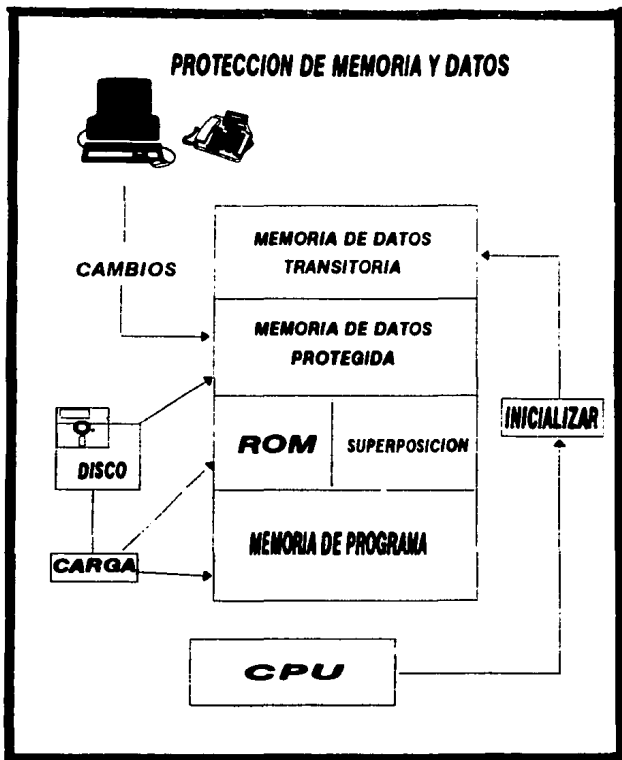 PROTECCION DE MEMORIA Y DATOS
MEMORIA DE DATOS
TRANSITORIA
CAMBIOS
MEMORIA DE DATOS
PROTEGIDA
INICIALIZAR
ROM
SUPERPOSICION
DISCO
MEMORIA DE PROGRAMA
CARGA
CPU